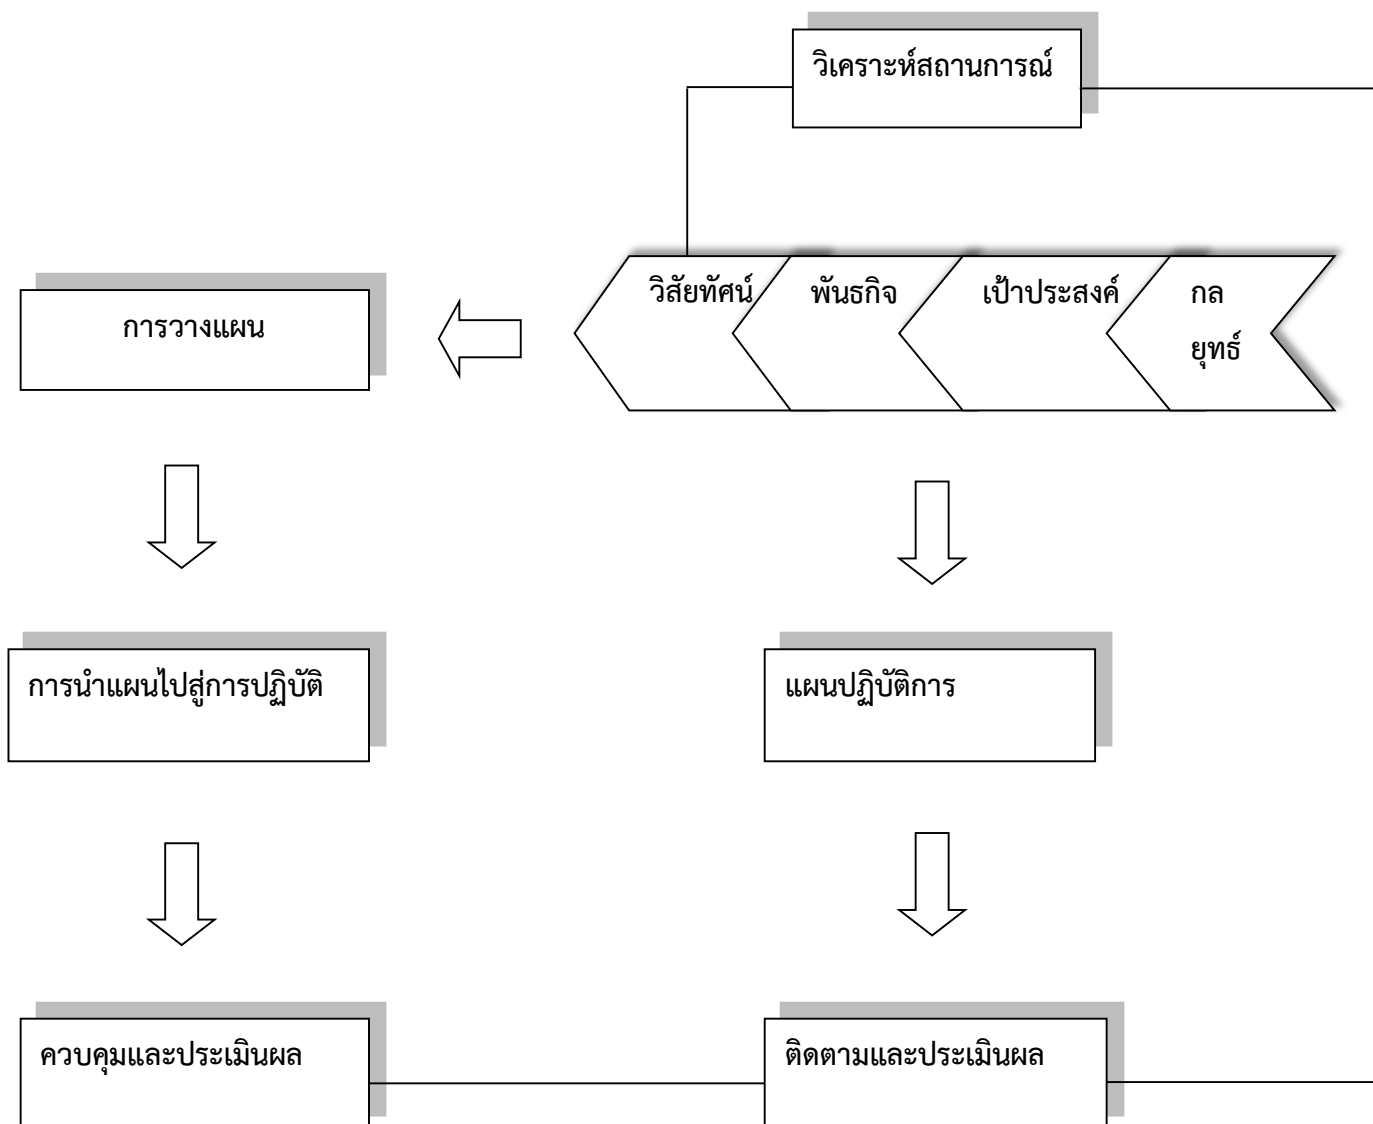 วิเคราะห์สถานการณ์
วิสัยทัศน์
พันธกิจ
เป้าประสงค์
กล
ยุทธ์
การวางแผน
การนำแผนไปสู่การปฏิบัติ
แผนปฏิบัติการ
ควบคุมและประเมินผล
ติดตามและประเมินผล